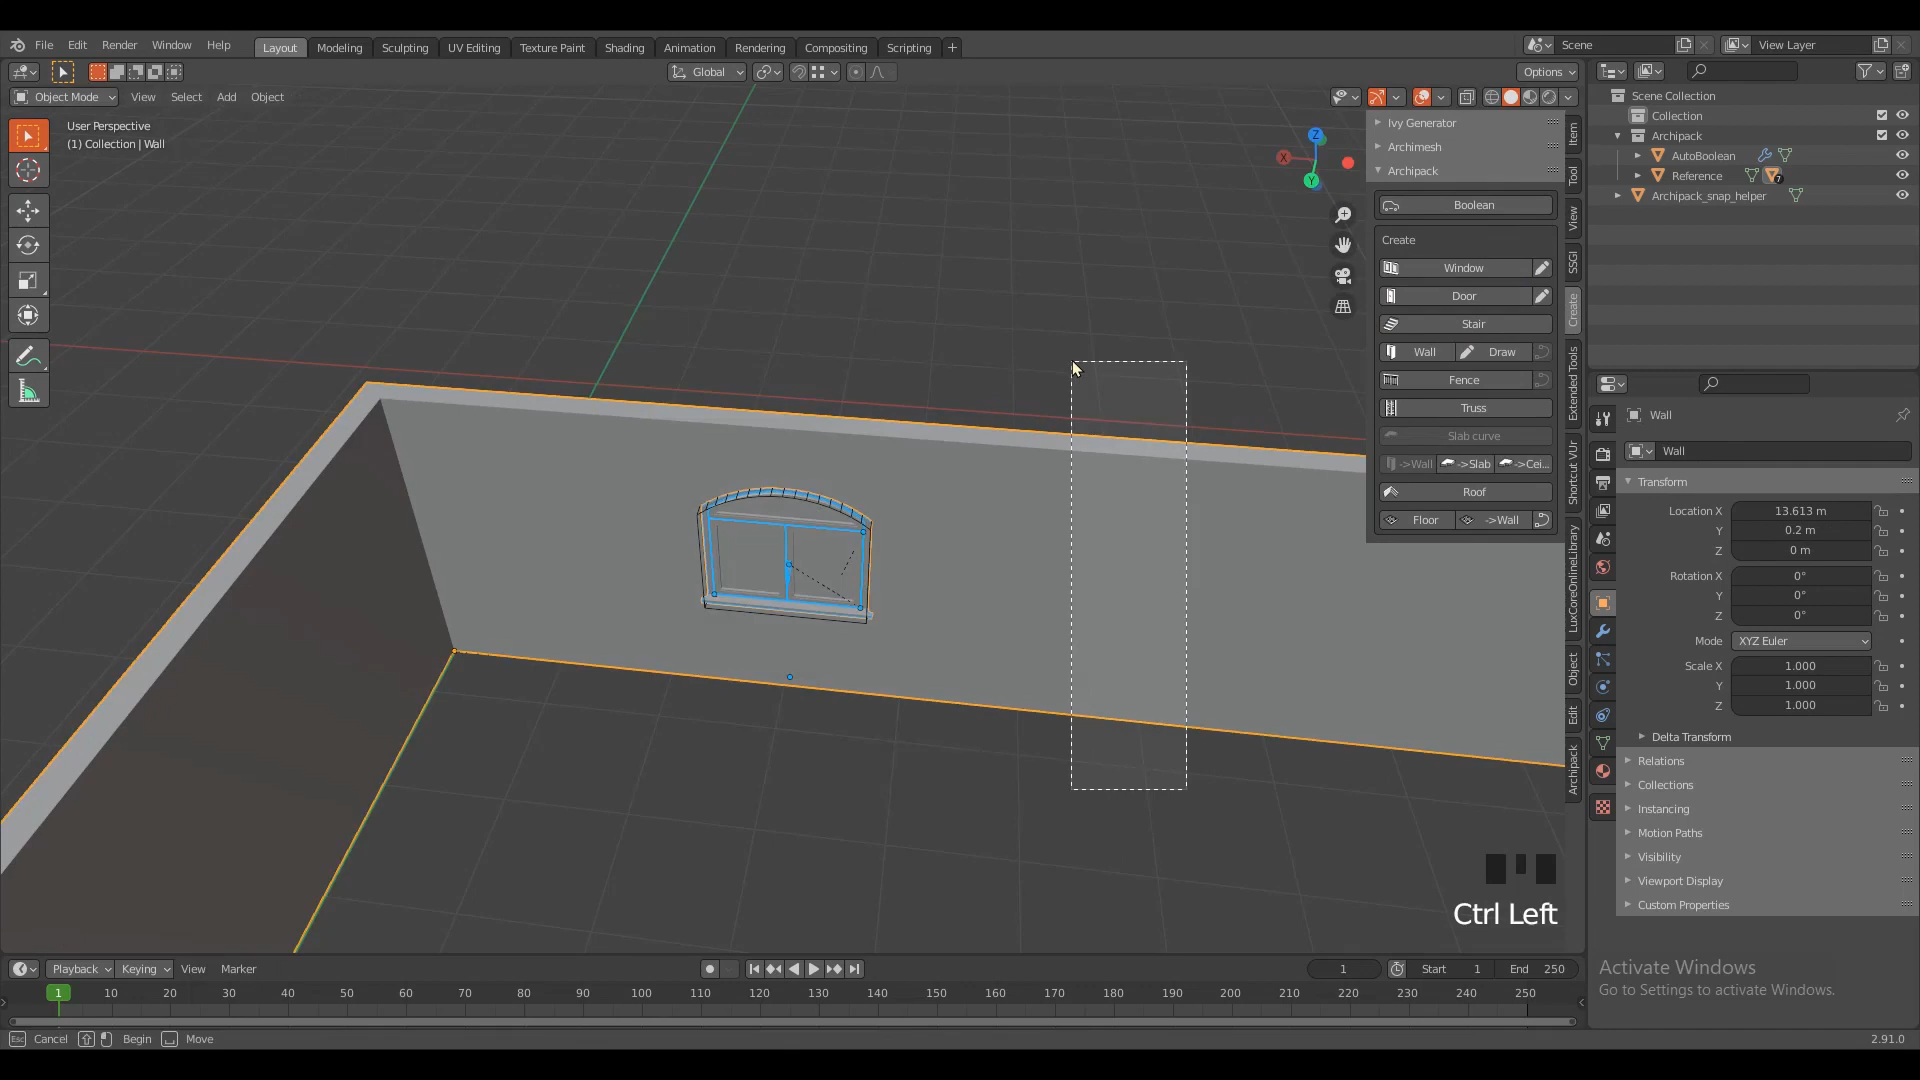 File Edit Render Window Help Layout Modeling Sculpting UV Editing Texture Paint Shading Animation Rendering Compositing Scripting + Scene View Layer
Global Options
Object Mode View Select Add Object
User Perspective
(1) Collection | Wall
Z
X
Y
Ivy Generator
Archimesh
Archipack
Boolean
Create
Window
Door
Stair
Wall Draw
Fence
Truss
Slab curve
->Wall ->Slab ->Cei...
Roof
Floor ->Wall
Item
Tool
View
SSGI
Create
Extended Tools
Shortcut VUr
LuxCoreOnlineLibrary
Object
Edit
Archipack
Scene Collection
Collection
Archipack
AutoBoolean
Reference 7
Archipack_snap_helper
Wall
Wall
Transform
Location X 13.613 m
Y 0.2 m
Z 0 m
Rotation X 0°
Y 0°
Z 0°
Mode XYZ Euler
Scale X 1.000
Y 1.000
Z 1.000
Delta Transform
Relations
Collections
Instancing
Motion Paths
Visibility
Viewport Display
Custom Properties
Ctrl Left
Activate Windows
Go to Settings to activate Windows.
Playback Keying View Marker 1 Start 1 End 250
1 10 20 30 40 50 60 70 80 90 100 110 120 130 140 150 160 170 180 190 200 210 220 230 240 250
Esc Cancel Begin Move 2.91.0